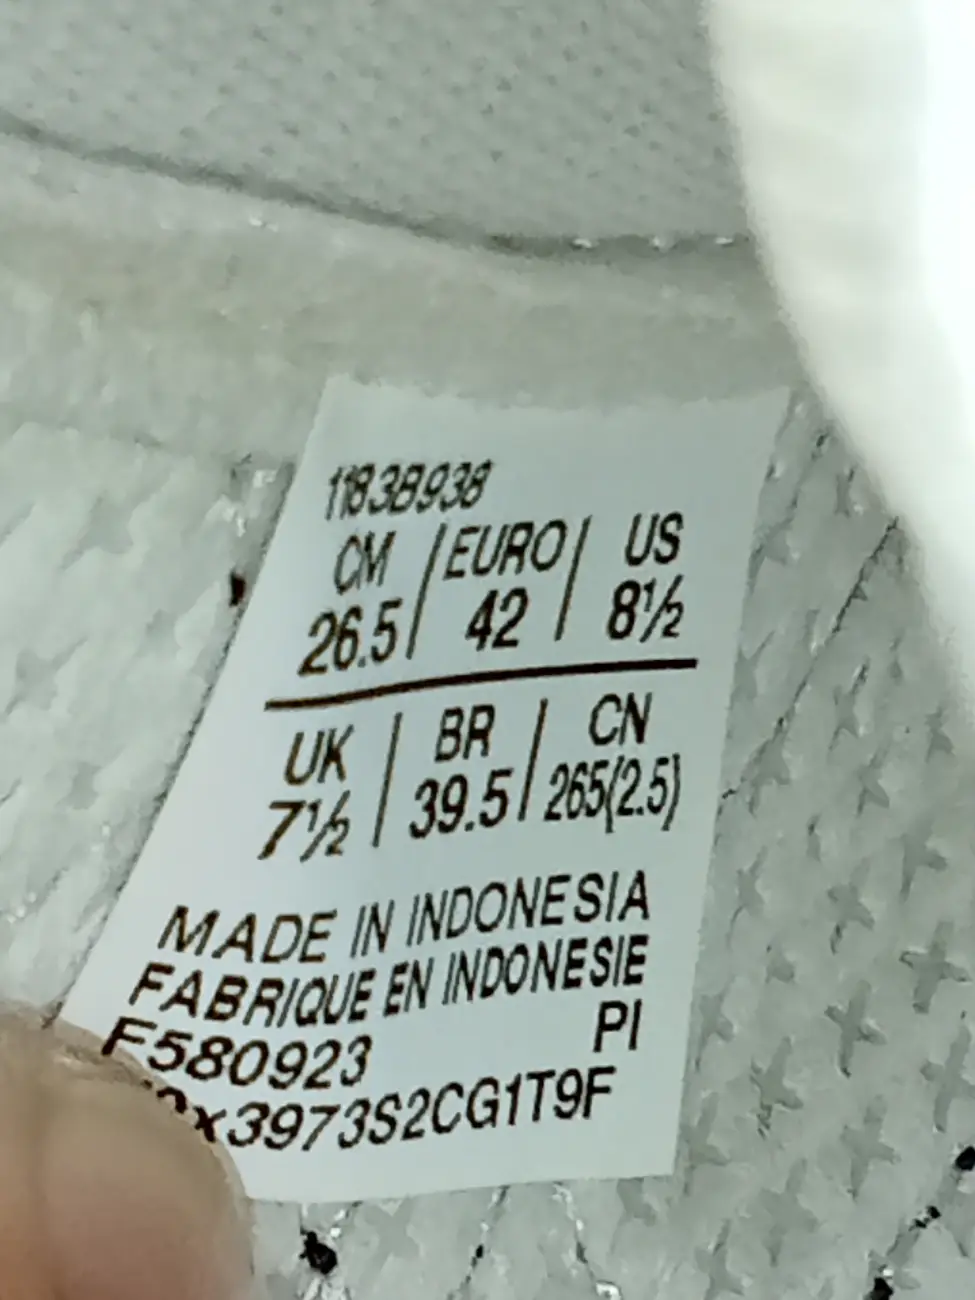 1183B938
CM | EURO | US
26.5 | 42 | 8½
UK | BR | CN
7½ | 39.5 | 265(2.5)
MADE IN INDONESIA
FABRIQUE EN INDONESIE
F580923 PI
x3973S2CG1T9F